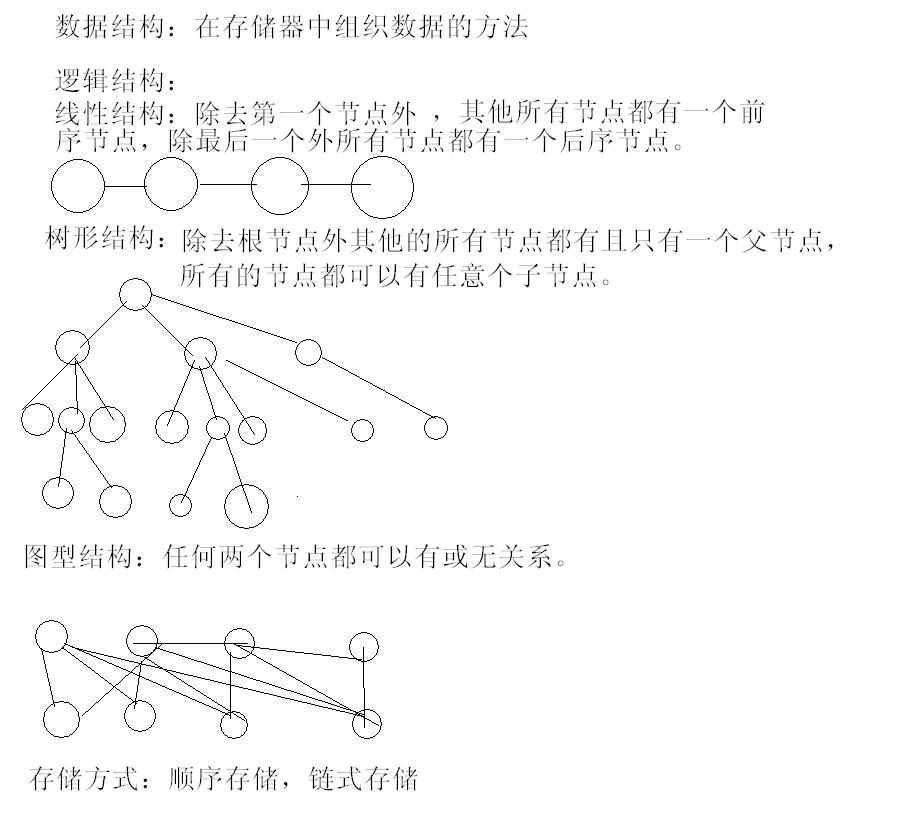 数据结构：在存储器中组织数据的方法
逻辑结构：
线性结构：除去第一个节点外 ，其他所有节点都有一个前
序节点，除最后一个外所有节点都有一个后序节点。
树形结构：除去根节点外其他的所有节点都有且只有一个父节点，
所有的节点都可以有任意个子节点。
图型结构：任何两个节点都可以有或无关系。
存储方式：顺序存储，链式存储